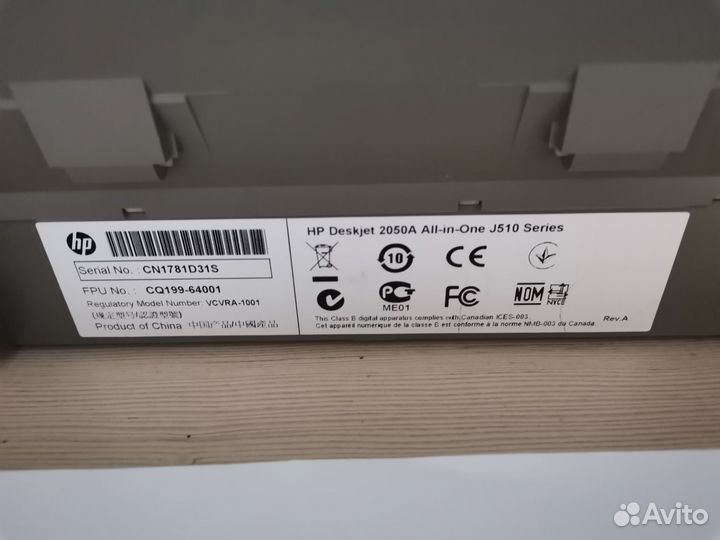 hp
Serial No.: CN1781D31S
FPU No.: CQ199-64001
Regulatory Model Number: VCVRA-1001
Product of China 中国产品/中國產品
HP Deskjet 2050A All-in-One J510 Series
10
CE
ME01
FC
NOM
NYCE
This Class B digital apparatus complies with Canadian ICES-003.
Cet appareil numerique de la classe B est conforme à la norme NMB-003 du Canada.
Rev.A
Avito